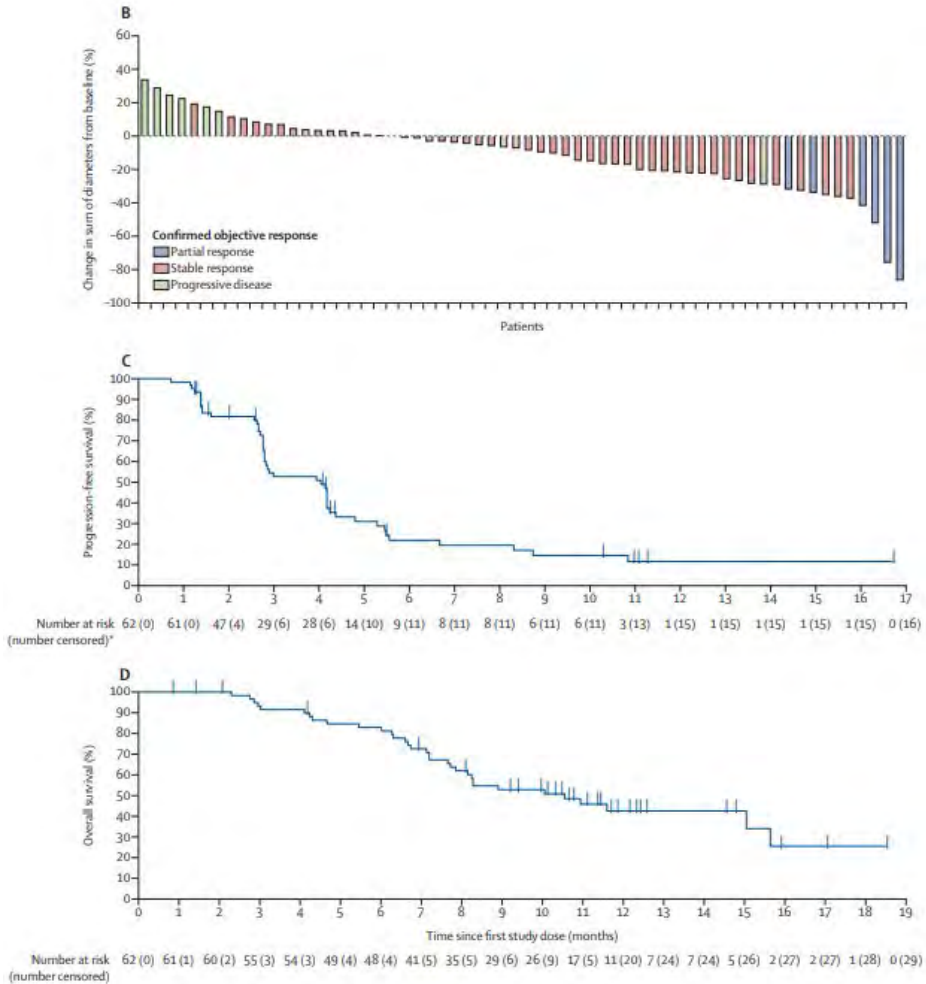 B
60
40
20
0
-20
-40
-60
-80
-100
Change in sum of diameters from baseline (%)
Confirmed objective response
Partial response
Stable response
Progressive disease
Patients
C
100
90
80
70
60
50
40
30
20
10
0
Progression-free survival (%)
0 1 2 3 4 5 6 7 8 9 10 11 12 13 14 15 16 17
Number at risk 62 (0) 61 (0) 47 (4) 29 (6) 28 (6) 14 (10) 9 (11) 8 (11) 8 (11) 6 (11) 6 (11) 3 (13) 1 (15) 1 (15) 1 (15) 1 (15) 1 (15) 0 (16)
(number censored)*
D
100
90
80
70
60
50
40
30
20
10
0
Overall survival (%)
0 1 2 3 4 5 6 7 8 9 10 11 12 13 14 15 16 17 18 19
Time since first study dose (months)
Number at risk 62 (0) 61 (1) 60 (2) 55 (3) 54 (3) 49 (4) 48 (4) 41 (5) 35 (5) 29 (6) 26 (9) 17 (5) 11 (20) 7 (24) 7 (24) 5 (26) 2 (27) 2 (27) 1 (28) 0 (29)
(number censored)